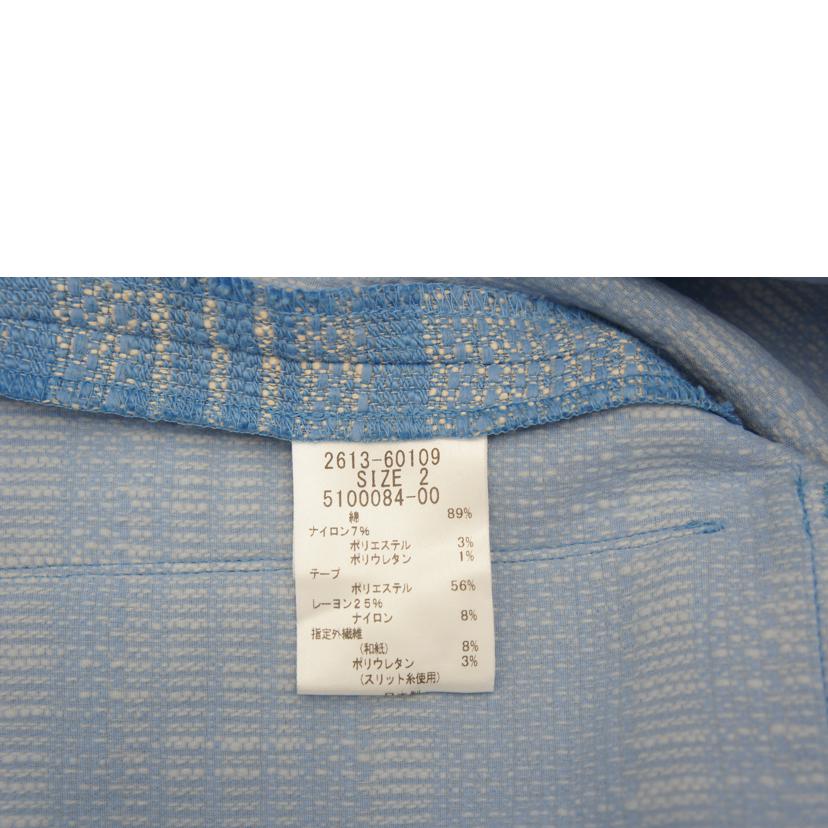 2613-60109
SIZE 2
5100084-00
綿 89%
ナイロン7%
ポリエステル 3%
ポリウレタン 1%
テープ
ポリエステル 56%
レーヨン25%
ナイロン 8%
指定外繊維
(和紙) 8%
ポリウレタン 3%
(スリット糸使用)